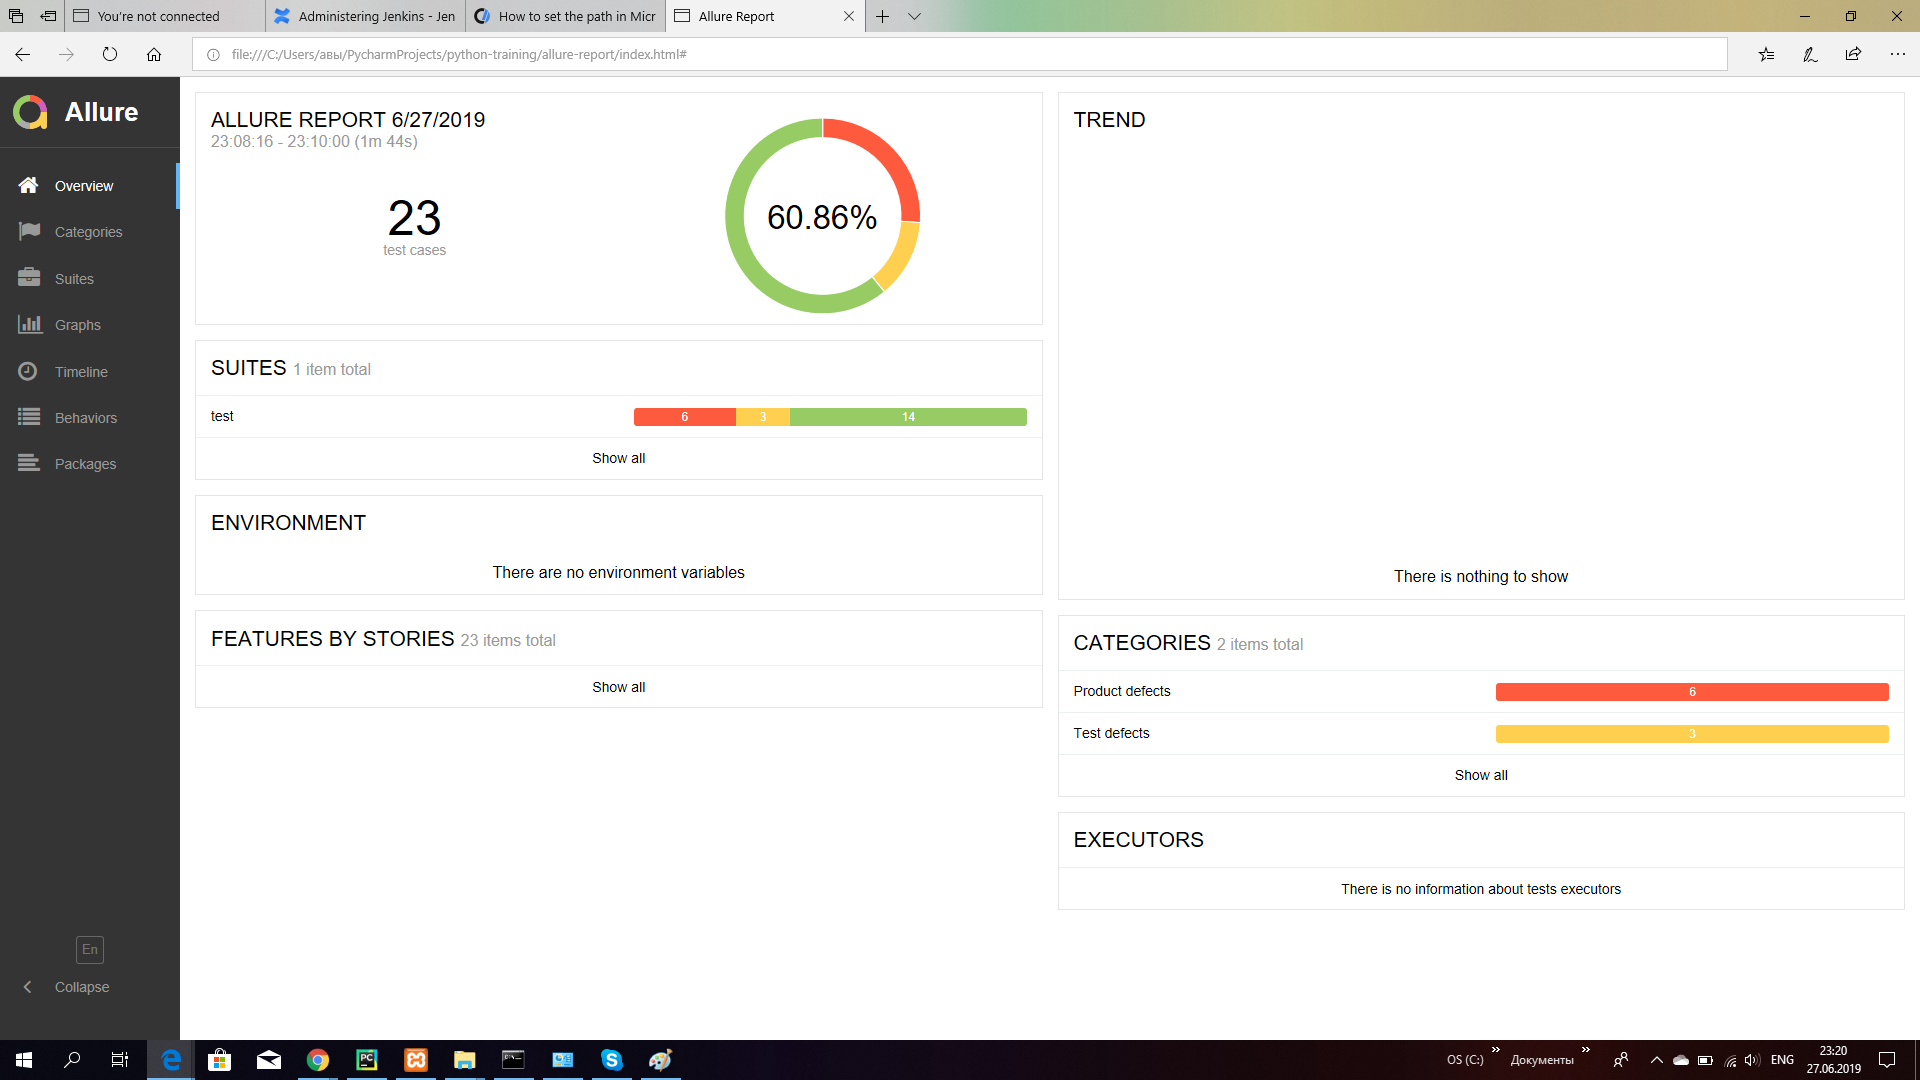 You're not connected
Administering Jenkins - Jen
How to set the path in Micr
Allure Report
file:///C:/Users/авы/PycharmProjects/python-training/allure-report/index.html#
Allure
Overview
Categories
Suites
Graphs
Timeline
Behaviors
Packages
En
Collapse
ALLURE REPORT 6/27/2019
23:08:16 - 23:10:00 (1m 44s)
23
test cases
60.86%
SUITES 1 item total
test 6 3 14
Show all
ENVIRONMENT
There are no environment variables
FEATURES BY STORIES 23 items total
Show all
TREND
There is nothing to show
CATEGORIES 2 items total
Product defects 6
Test defects 3
Show all
EXECUTORS
There is no information about tests executors
PC
OS (C:) » Документы »
ENG
23:20
27.06.2019